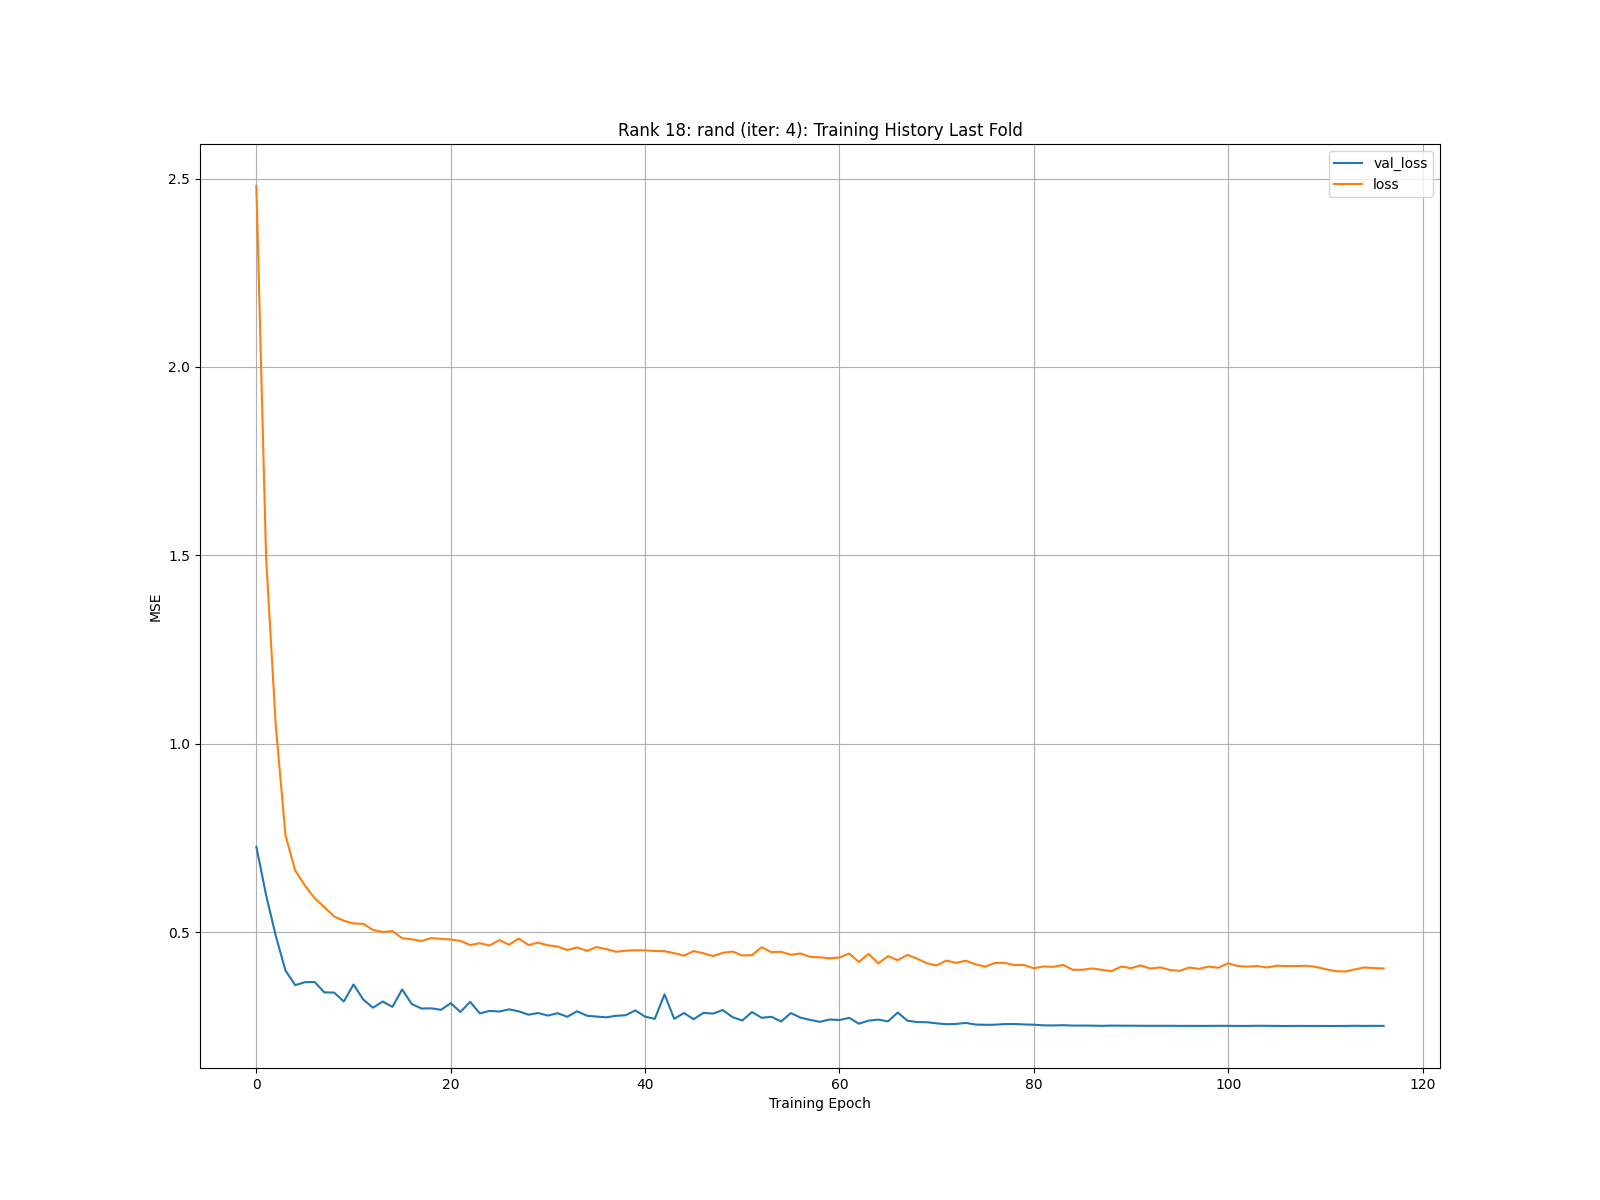 Rank 18: rand (iter: 4): Training History Last Fold
val_loss
loss
2.5
2.0
1.5
1.0
0.5
MSE
0 20 40 60 80 100 120
Training Epoch